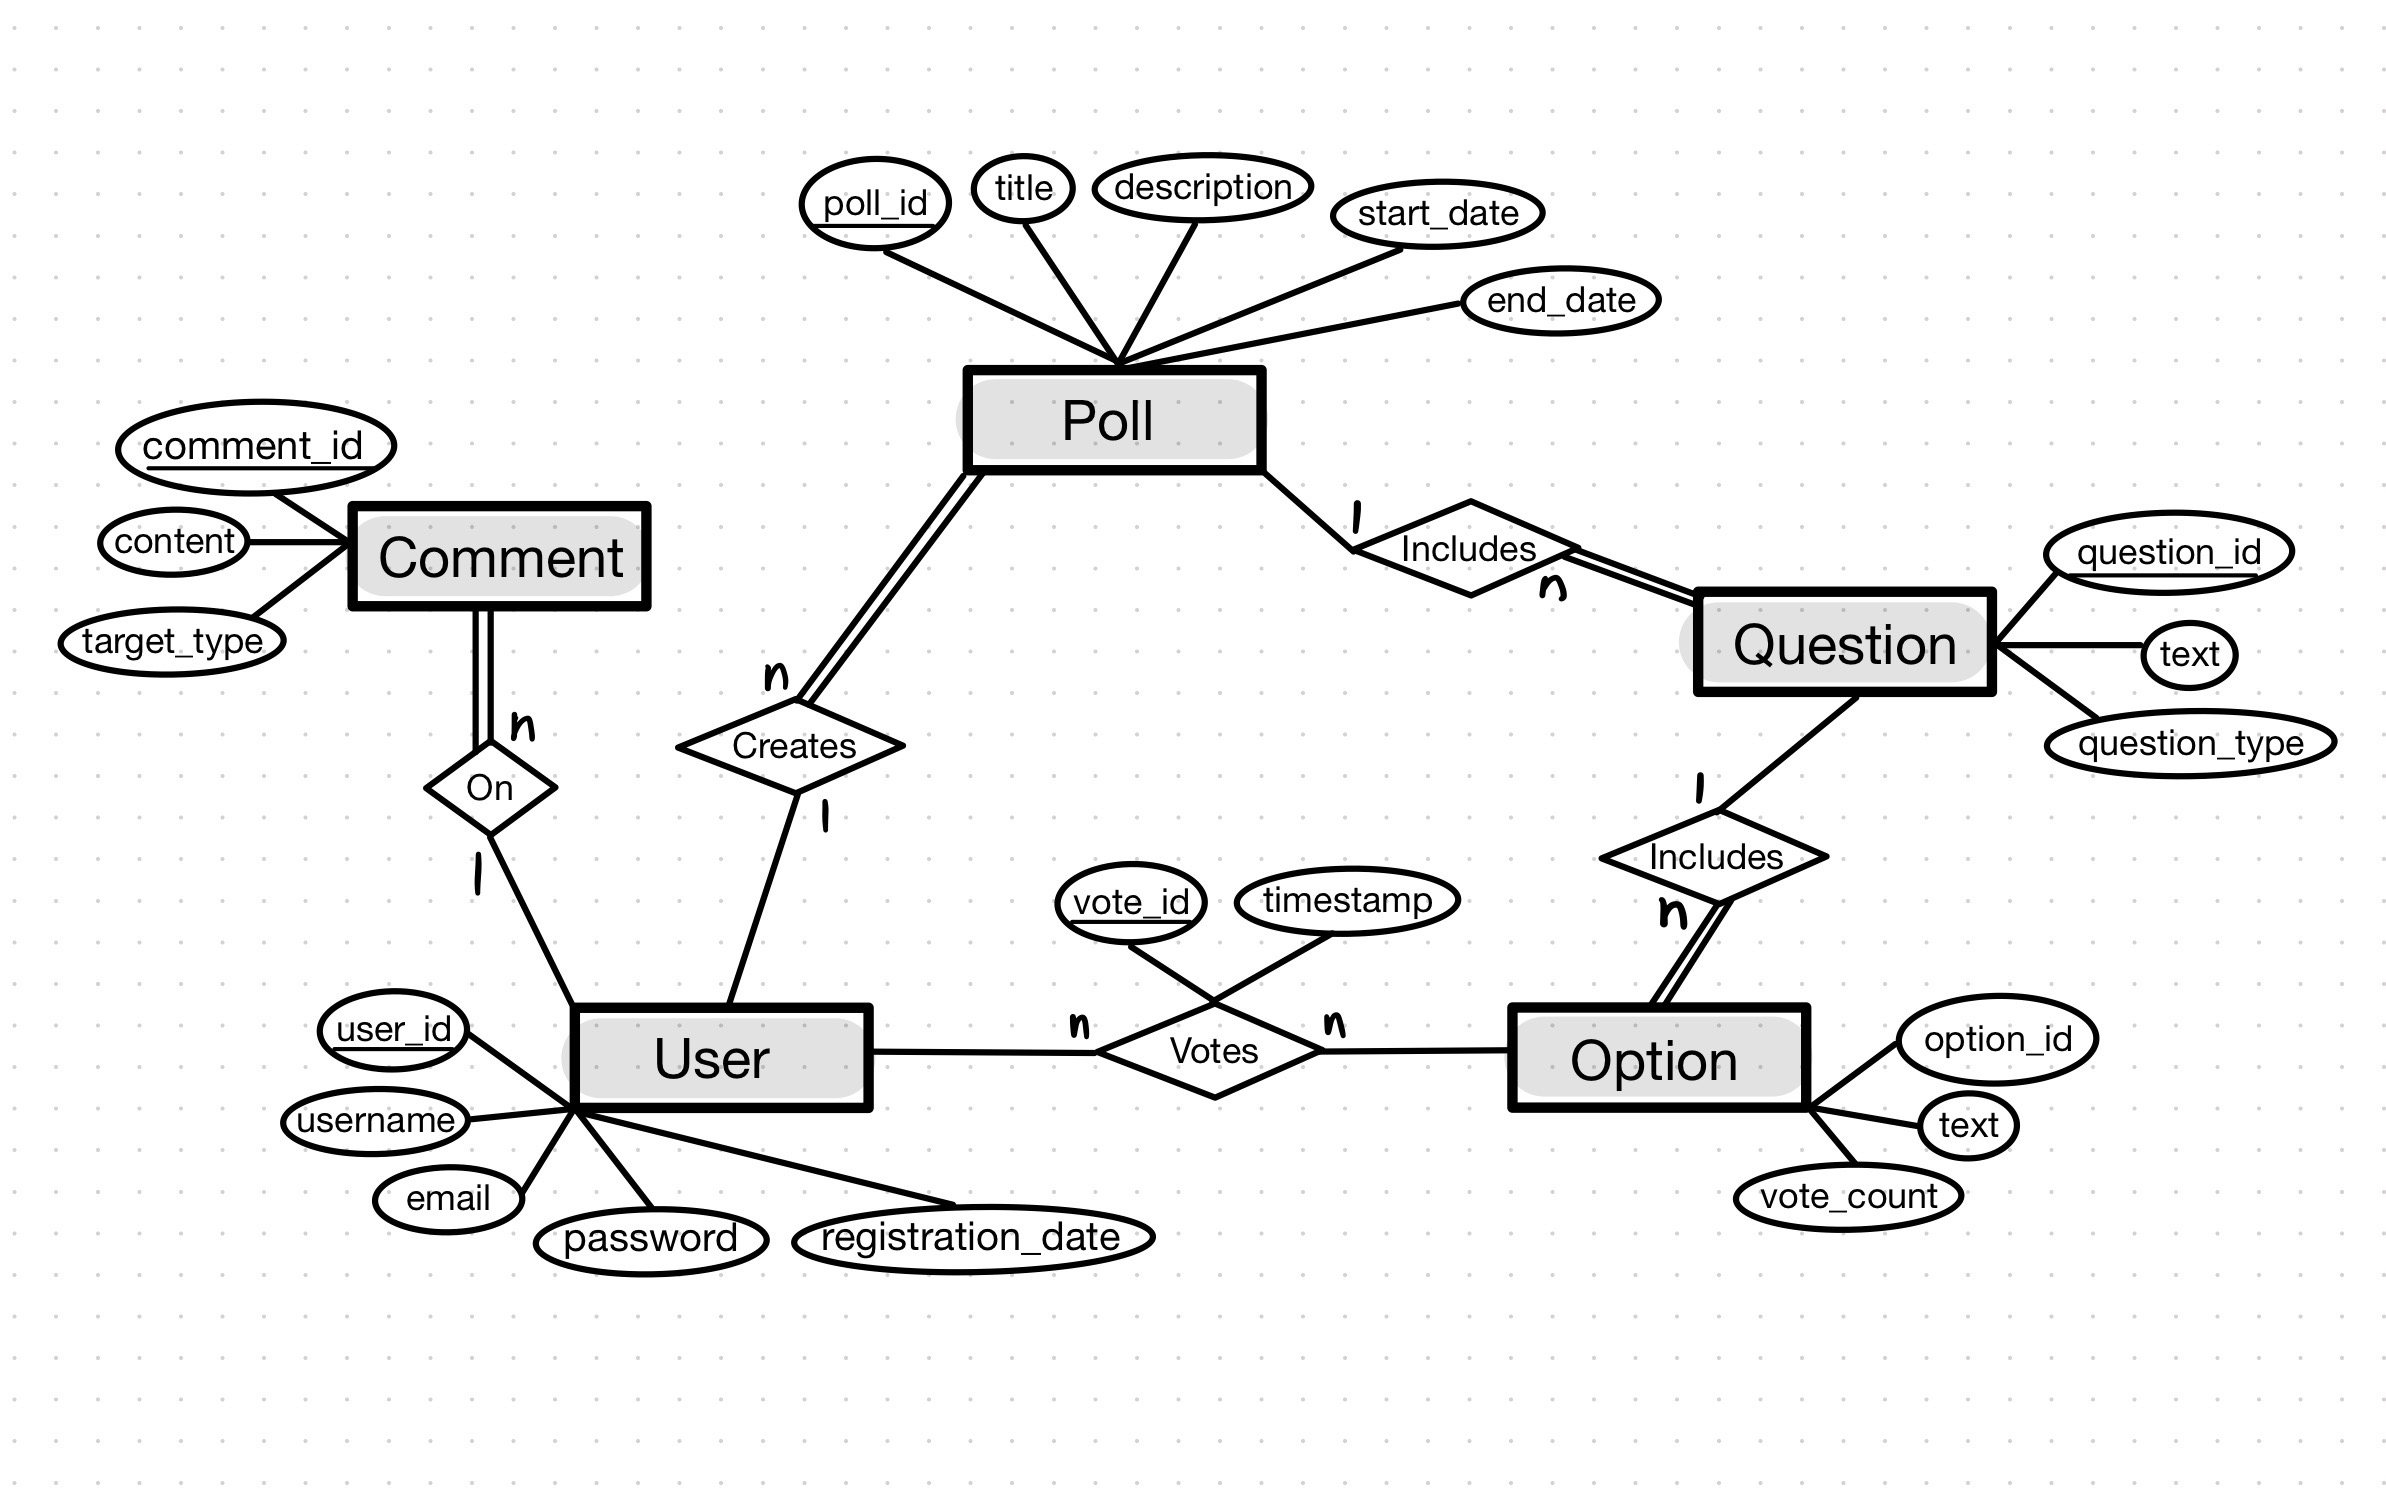 poll_id
title
description
start_date
end_date
Poll
comment_id
content
target_type
Comment
1
Includes
n
question_id
text
question_type
Question
n
Creates
1
n
On
1
1
Includes
n
vote_id
timestamp
n
Votes
n
user_id
username
email
password
registration_date
User
Option
option_id
text
vote_count